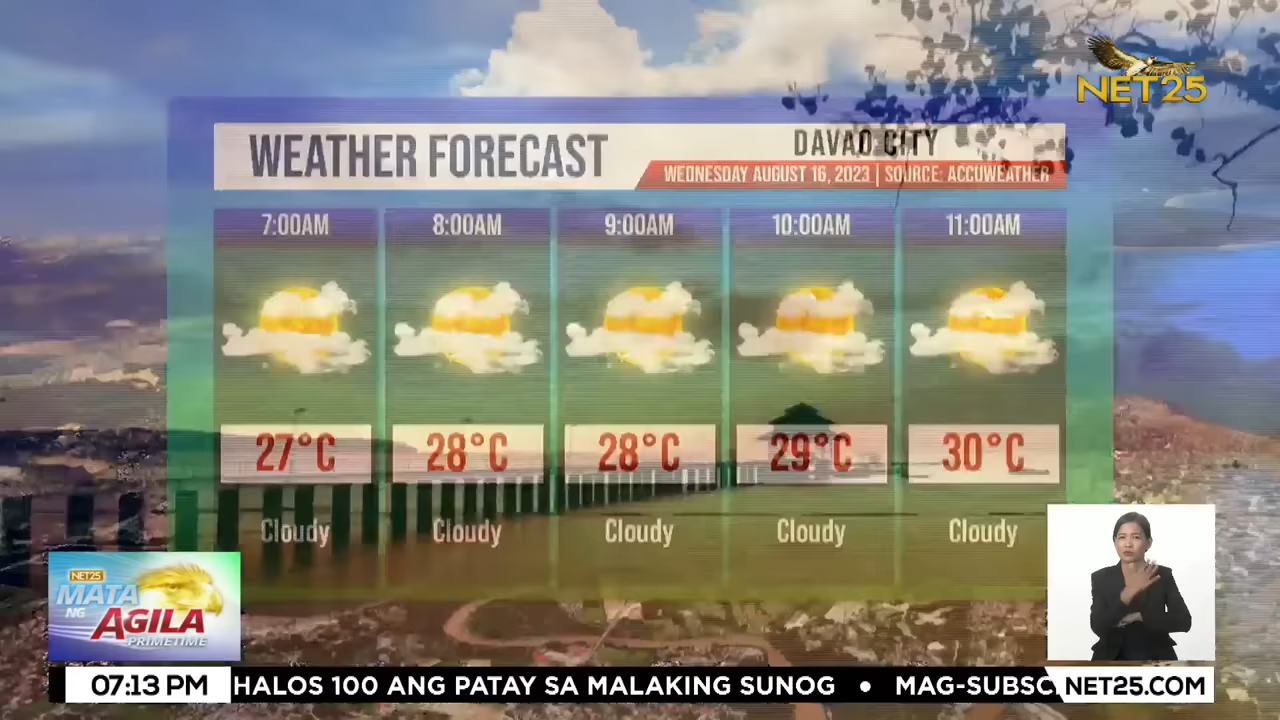 NET25
WEATHER FORECAST
DAVAO CITY
WEDNESDAY AUGUST 16, 2023 | SOURCE: ACCUWEATHER
7:00AM 8:00AM 9:00AM 10:00AM 11:00AM
27°C 28°C 28°C 29°C 30°C
Cloudy Cloudy Cloudy Cloudy Cloudy
NET25
MATA
NG
AGILA
PRIMETIME
07:13 PM HALOS 100 ANG PATAY SA MALAKING SUNOG • MAG-SUBSC NET25.COM